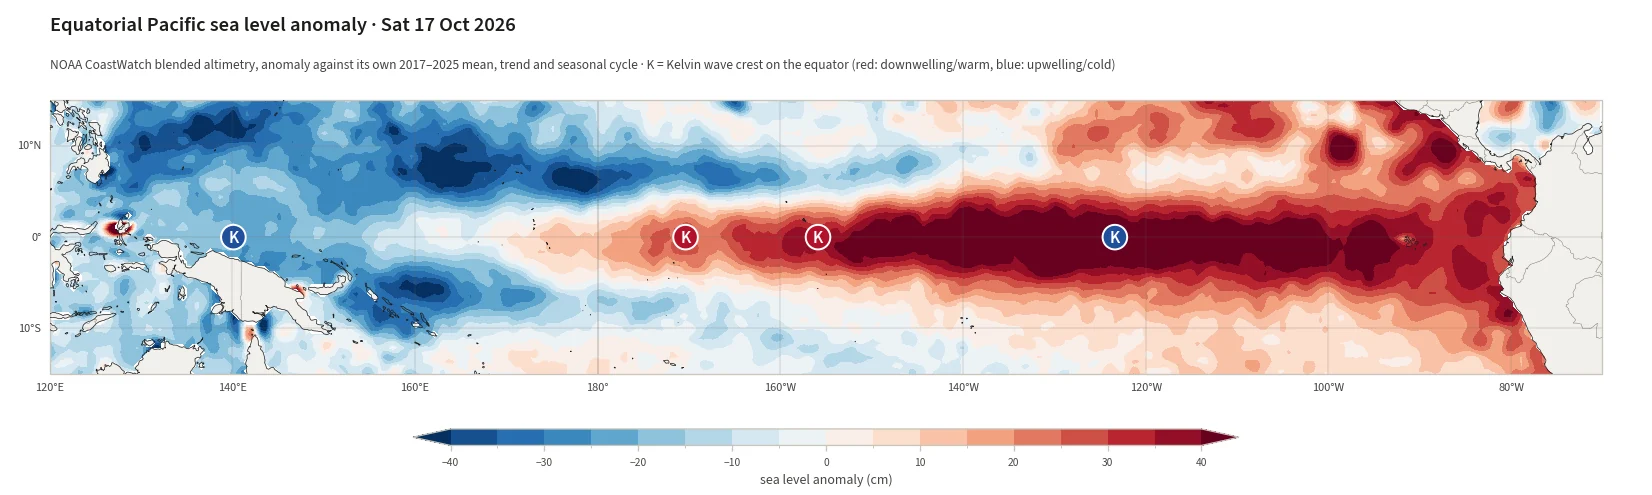 Equatorial Pacific sea level anomaly · Sat 17 Oct 2026
NOAA CoastWatch blended altimetry, anomaly against its own 2017–2025 mean, trend and seasonal cycle · K = Kelvin wave crest on the equator (red: downwelling/warm, blue: upwelling/cold)
10°N
0°
10°S
K K K K
120°E 140°E 160°E 180° 160°W 140°W 120°W 100°W 80°W
−40 −30 −20 −10 0 10 20 30 40
sea level anomaly (cm)